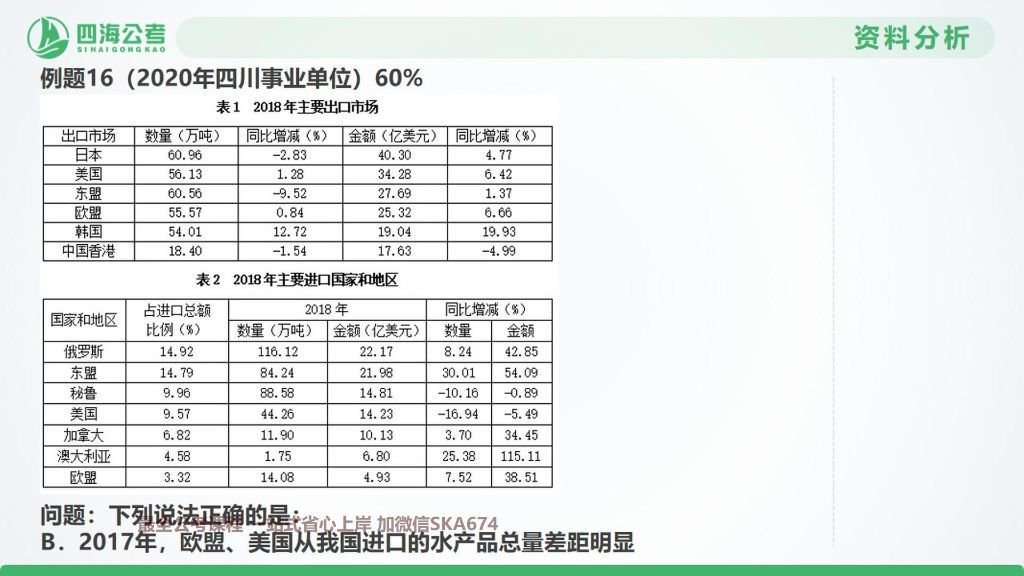 四海公考
SIHAIGONGKAO
资料分析
例题16（2020年四川事业单位）60%
表1 2018年主要出口市场
出口市场 数量（万吨） 同比增减（%） 金额（亿美元） 同比增减（%）
日本 60.96 -2.83 40.30 4.77
美国 56.13 1.28 34.28 6.42
东盟 60.56 -9.52 27.69 1.37
欧盟 55.57 0.84 25.32 6.66
韩国 54.01 12.72 19.04 19.93
中国香港 18.40 -1.54 17.63 -4.99
表2 2018年主要进口国家和地区
国家和地区 占进口总额比例（%） 2018年 同比增减（%）
数量（万吨） 金额（亿美元） 数量 金额
俄罗斯 14.92 116.12 22.17 8.24 42.85
东盟 14.79 84.24 21.98 30.01 54.09
秘鲁 9.96 88.58 14.81 -10.16 -0.89
美国 9.57 44.26 14.23 -16.94 -5.49
加拿大 6.82 11.90 10.13 3.70 34.45
澳大利亚 4.58 1.75 6.80 25.38 115.11
欧盟 3.32 14.08 4.93 7.52 38.51
问题：下列说法正确的是：
一站式省心上岸 加微信SKA674
B．2017年，欧盟、美国从我国进口的水产品总量差距明显